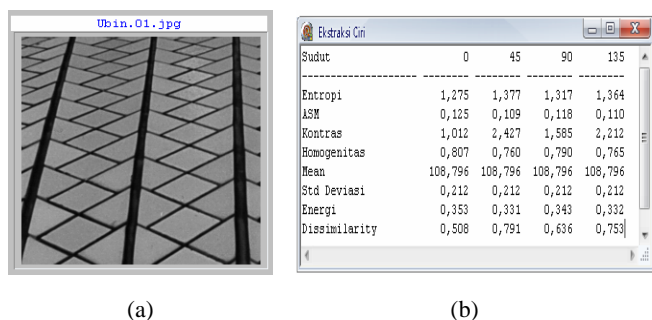 Ubin.01.jpg
Ekstraksi Ciri
Sudut 0 45 90 135
-------------------- -------- -------- -------- --------
Entropi 1,275 1,377 1,317 1,364
ASM 0,125 0,109 0,118 0,110
Kontras 1,012 2,427 1,585 2,212
Homogenitas 0,807 0,760 0,790 0,765
Mean 108,796 108,796 108,796 108,796
Std Deviasi 0,212 0,212 0,212 0,212
Energi 0,353 0,331 0,343 0,332
Dissimilarity 0,508 0,791 0,636 0,753
(a) (b)